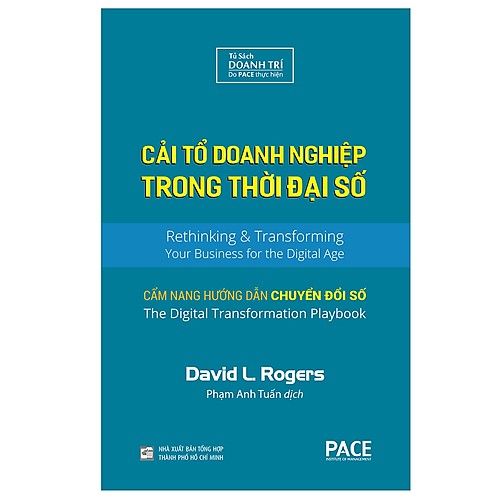 Tủ Sách
DOANH TRÍ
Do PACE thực hiện
CẢI TỔ DOANH NGHIỆP
TRONG THỜI ĐẠI SỐ
Rethinking & Transforming
Your Business for the Digital Age
CẨM NANG HƯỚNG DẪN CHUYỂN ĐỔI SỐ
The Digital Transformation Playbook
David L. Rogers
Phạm Anh Tuấn dịch
NHÀ XUẤT BẢN TỔNG HỢP
THÀNH PHỐ HỒ CHÍ MINH
PACE
INSTITUTE OF MANAGEMENT